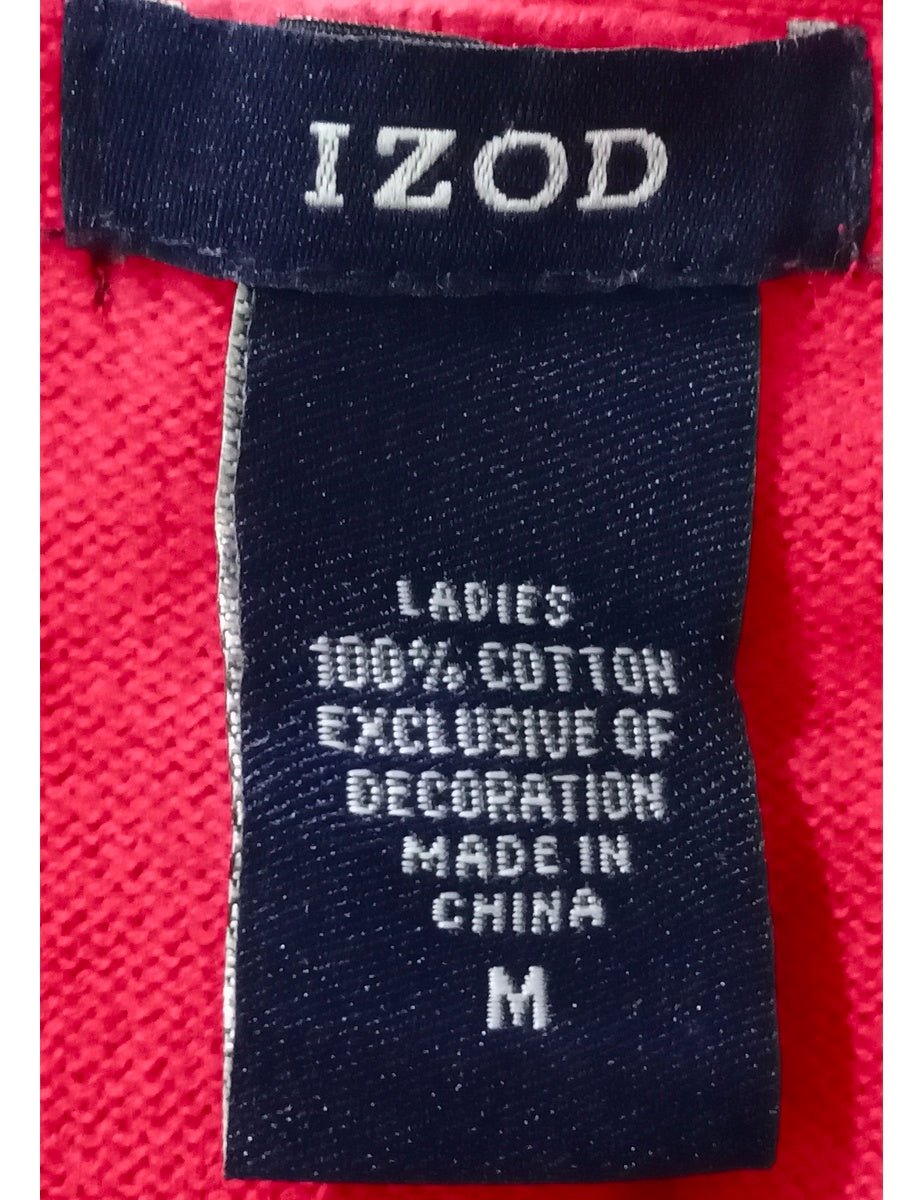 IZOD
LADIES
100% COTTON
EXCLUSIVE OF
DECORATION
MADE IN
CHINA
M